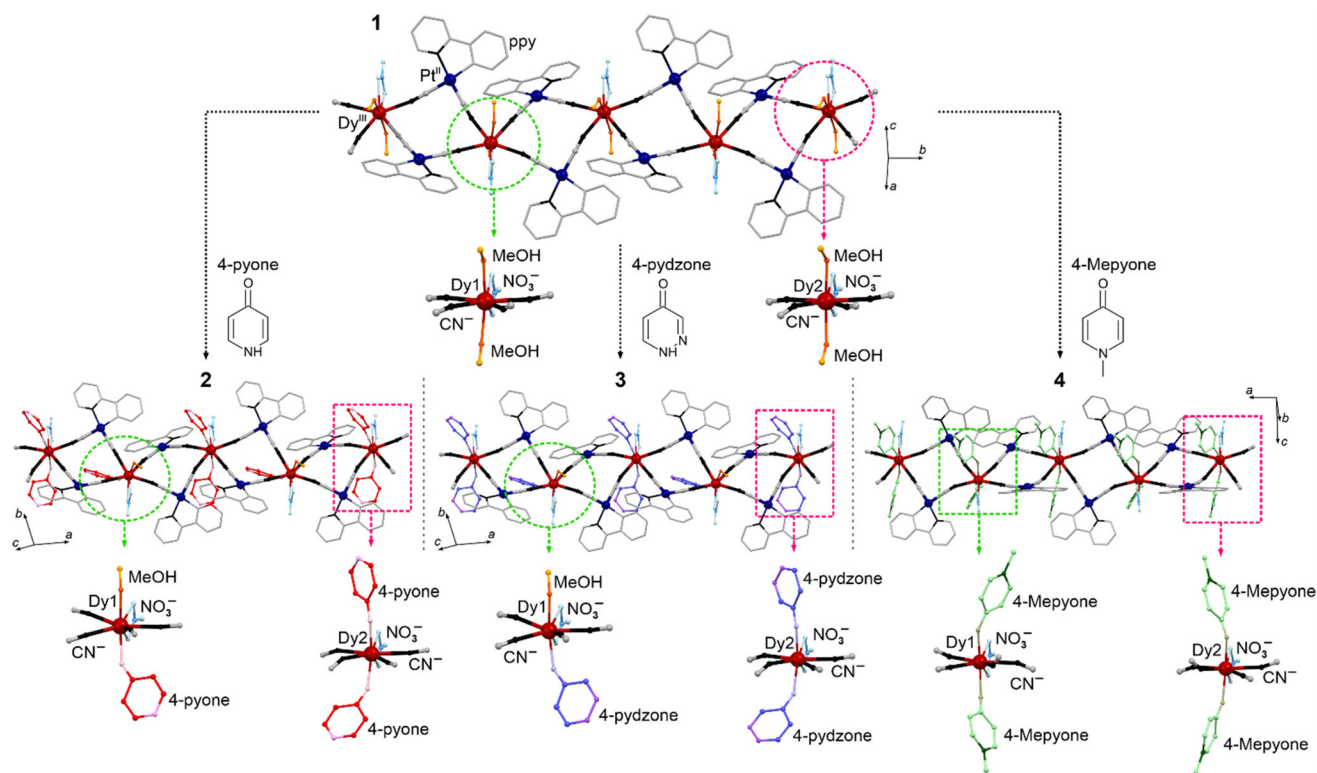 1
ppy
Pt^II
Dy^III
c
b
a
4-pyone
O
NH
MeOH
Dy1
NO₃⁻
CN⁻
MeOH
4-pydzone
O
N
NH
MeOH
Dy2
NO₃⁻
CN⁻
MeOH
4-Mepyone
O
N
2
b
c
a
MeOH
Dy1
NO₃⁻
CN⁻
4-pyone
4-pyone
Dy2
NO₃⁻
CN⁻
4-pyone
3
b
c
a
MeOH
Dy1
NO₃⁻
CN⁻
4-pydzone
4-pydzone
Dy2
NO₃⁻
CN⁻
4-pydzone
4
a
b
c
4-Mepyone
Dy1
NO₃⁻
CN⁻
4-Mepyone
4-Mepyone
Dy2
NO₃⁻
CN⁻
4-Mepyone